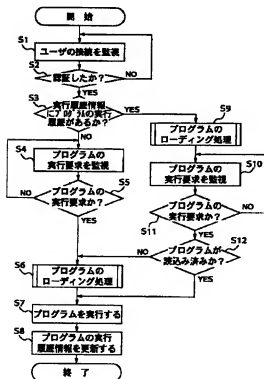 開 始
S1
ユーザの接続を監視
S2
認証したか?
NO
YES
S3
実行履歴情報
にプログラムの実行
履歴があるか?
YES
NO
S9
プログラムの
ローディング処理
S4
プログラムの
実行要求を監視
S10
プログラムの
実行要求を監視
NO
S5
プログラムの
実行要求か?
YES
プログラムの
実行要求か?
NO
S11
YES
S12
プログラムが
読込み済みか?
NO
YES
S6
プログラムの
ローディング処理
S7
プログラムを実行する
S8
プログラムの実行
履歴情報を更新する
終 了